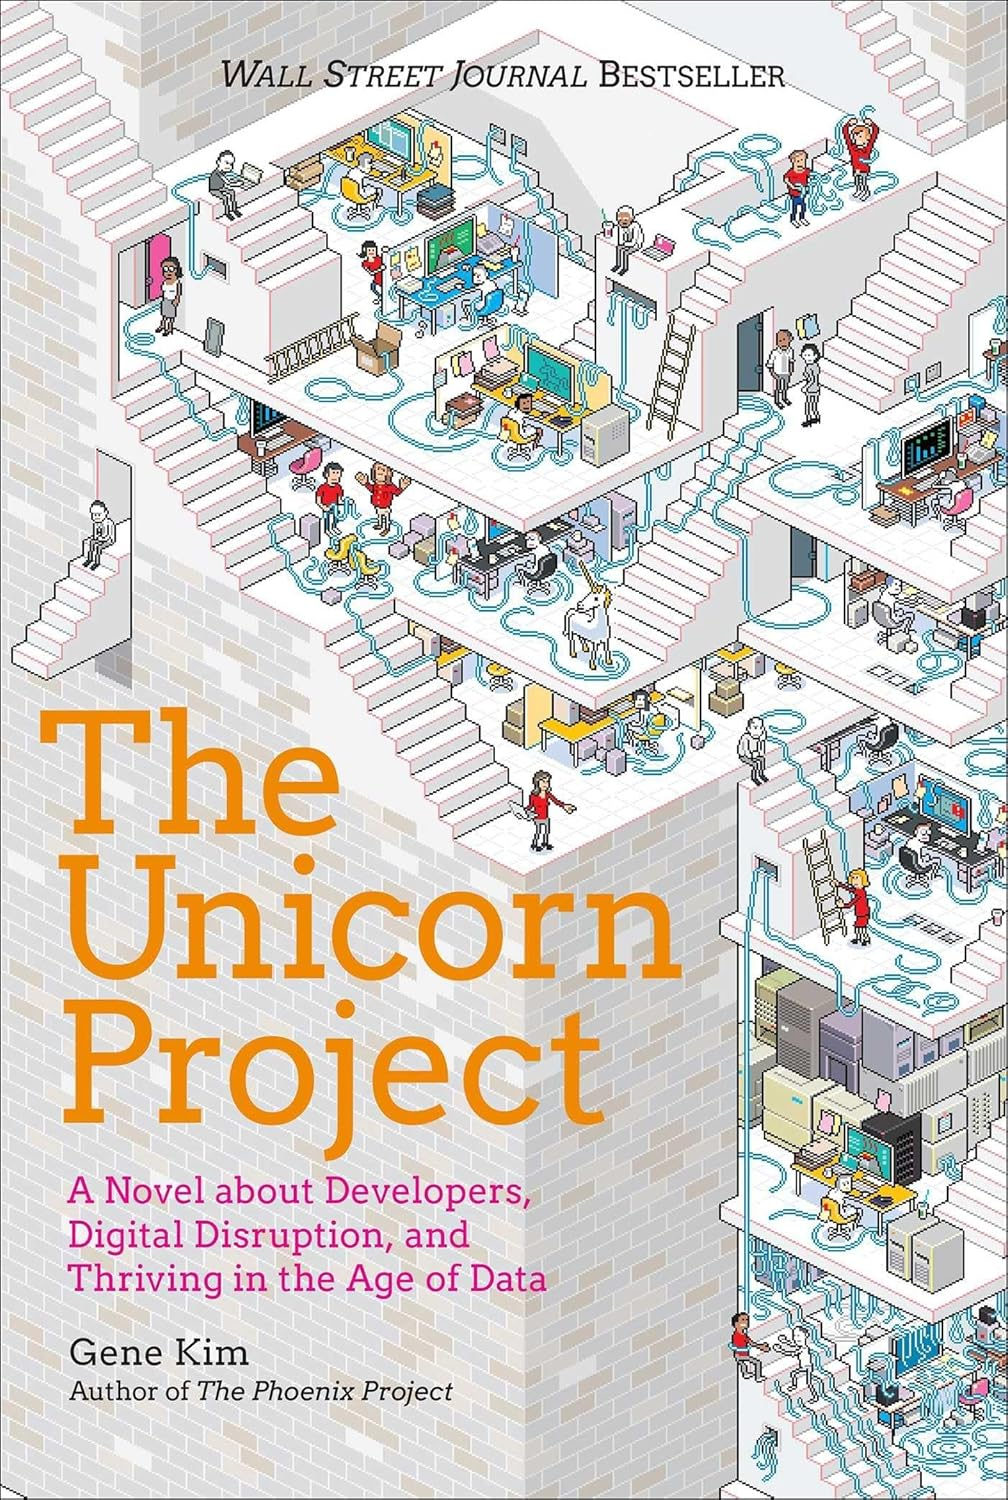 WALL STREET JOURNAL BESTSELLER
The
Unicorn
Project
A Novel about Developers,
Digital Disruption, and
Thriving in the Age of Data
Gene Kim
Author of The Phoenix Project